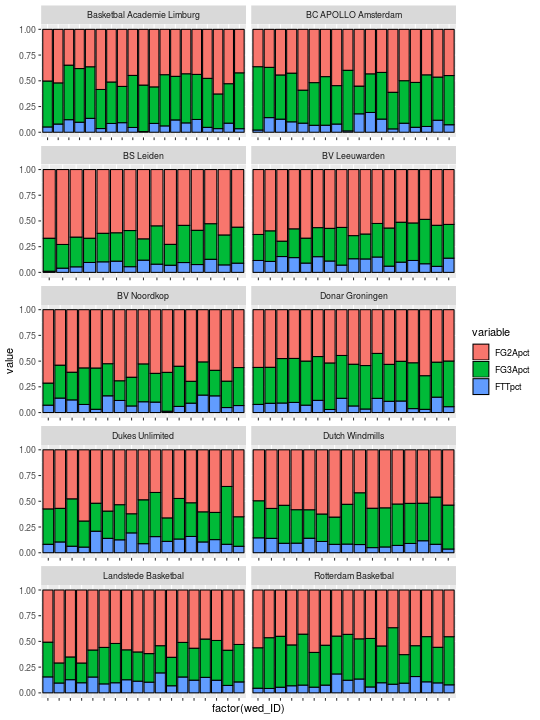 Basketbal Academie Limburg
BC APOLLO Amsterdam
1.00
0.75
0.50
0.25
0.00
BS Leiden
BV Leeuwarden
1.00
0.75
0.50
0.25
0.00
BV Noordkop
Donar Groningen
1.00
0.75
0.50
0.25
0.00
Dukes Unlimited
Dutch Windmills
1.00
0.75
0.50
0.25
0.00
Landstede Basketbal
Rotterdam Basketbal
1.00
0.75
0.50
0.25
0.00
value
factor(wed_ID)
variable
FG2Apct
FG3Apct
FTTpct